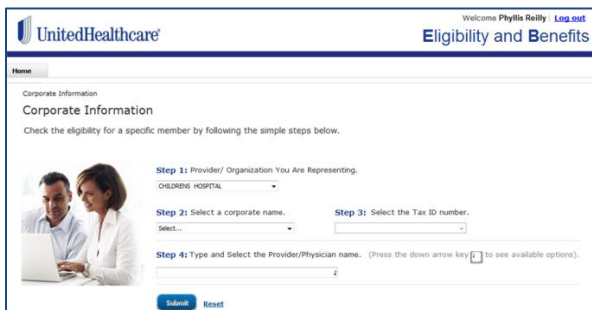 Welcome Phyllis Reilly | Log out
UnitedHealthcare®
Eligibility and Benefits
Home
Corporate Information
Corporate Information
Check the eligibility for a specific member by following the simple steps below.
Step 1: Provider/ Organization You Are Representing.
CHILDRENS HOSPITAL
Step 2: Select a corporate name. Step 3: Select the Tax ID number.
Select...
Step 4: Type and Select the Provider/Physician name. (Press the down arrow key to see available options).
Submit Reset